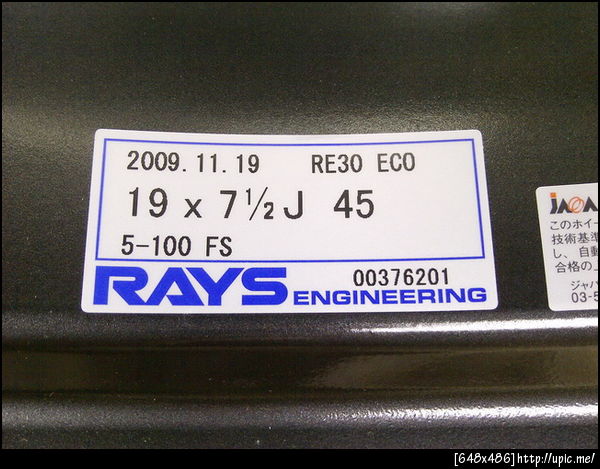 2009.11.19 RE30 ECO
19 x 7½J 45
5-100 FS
00376201
RAYS ENGINEERING
JAWA
このホイー
技術基準
し、自動
合格の上
ジャパ
03-5
[648x486]http://upic.me/